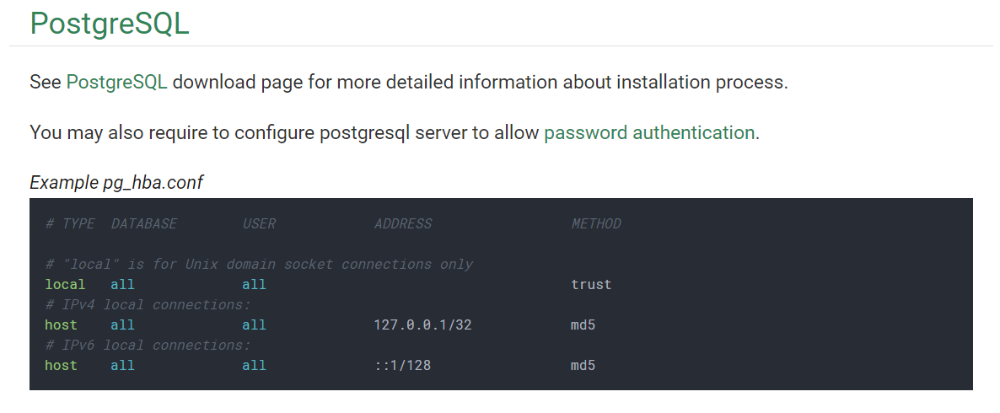 PostgreSQL
See PostgreSQL download page for more detailed information about installation process.
You may also require to configure postgresql server to allow password authentication.
Example pg_hba.conf
# TYPE  DATABASE        USER            ADDRESS                 METHOD
# "local" is for Unix domain socket connections only
local   all             all                                     trust
# IPv4 local connections:
host    all             all             127.0.0.1/32            md5
# IPv6 local connections:
host    all             all             ::1/128                 md5